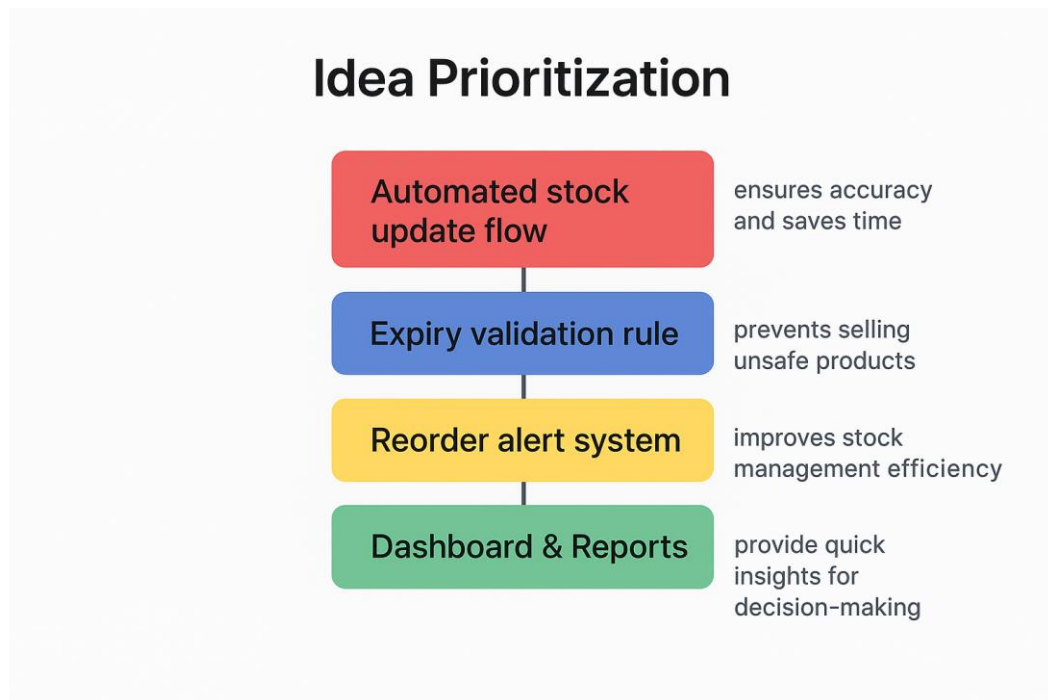 Idea Prioritization
Automated stock
update flow
ensures accuracy
and saves time
Expiry validation rule
prevents selling
unsafe products
Reorder alert system
improves stock
management efficiency
Dashboard & Reports
provide quick
insights for
decision-making